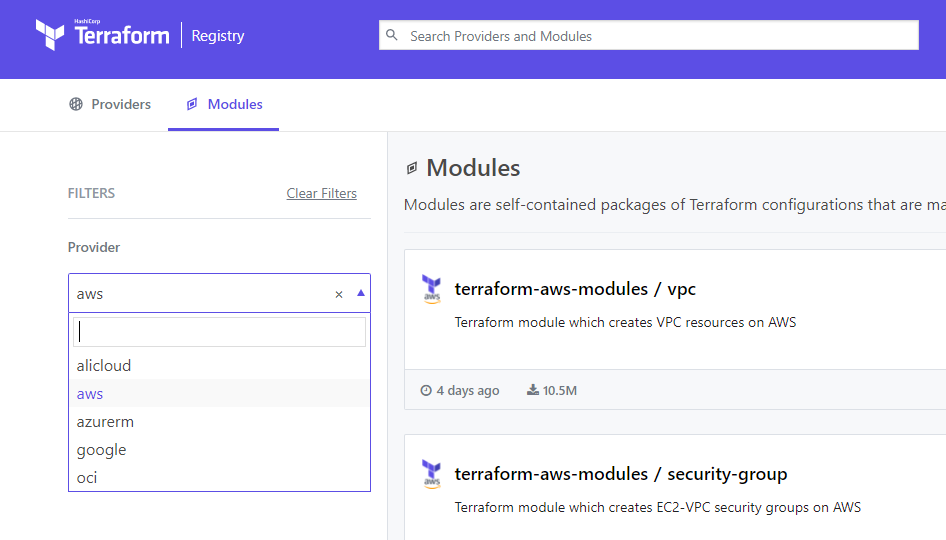 HashiCorp
Terraform Registry
Search Providers and Modules
Providers Modules
FILTERS Clear Filters
Provider
aws ×
alicloud
aws
azurerm
google
oci
Modules
Modules are self-contained packages of Terraform configurations that are ma
aws
terraform-aws-modules / vpc
Terraform module which creates VPC resources on AWS
4 days ago 10.5M
aws
terraform-aws-modules / security-group
Terraform module which creates EC2-VPC security groups on AWS